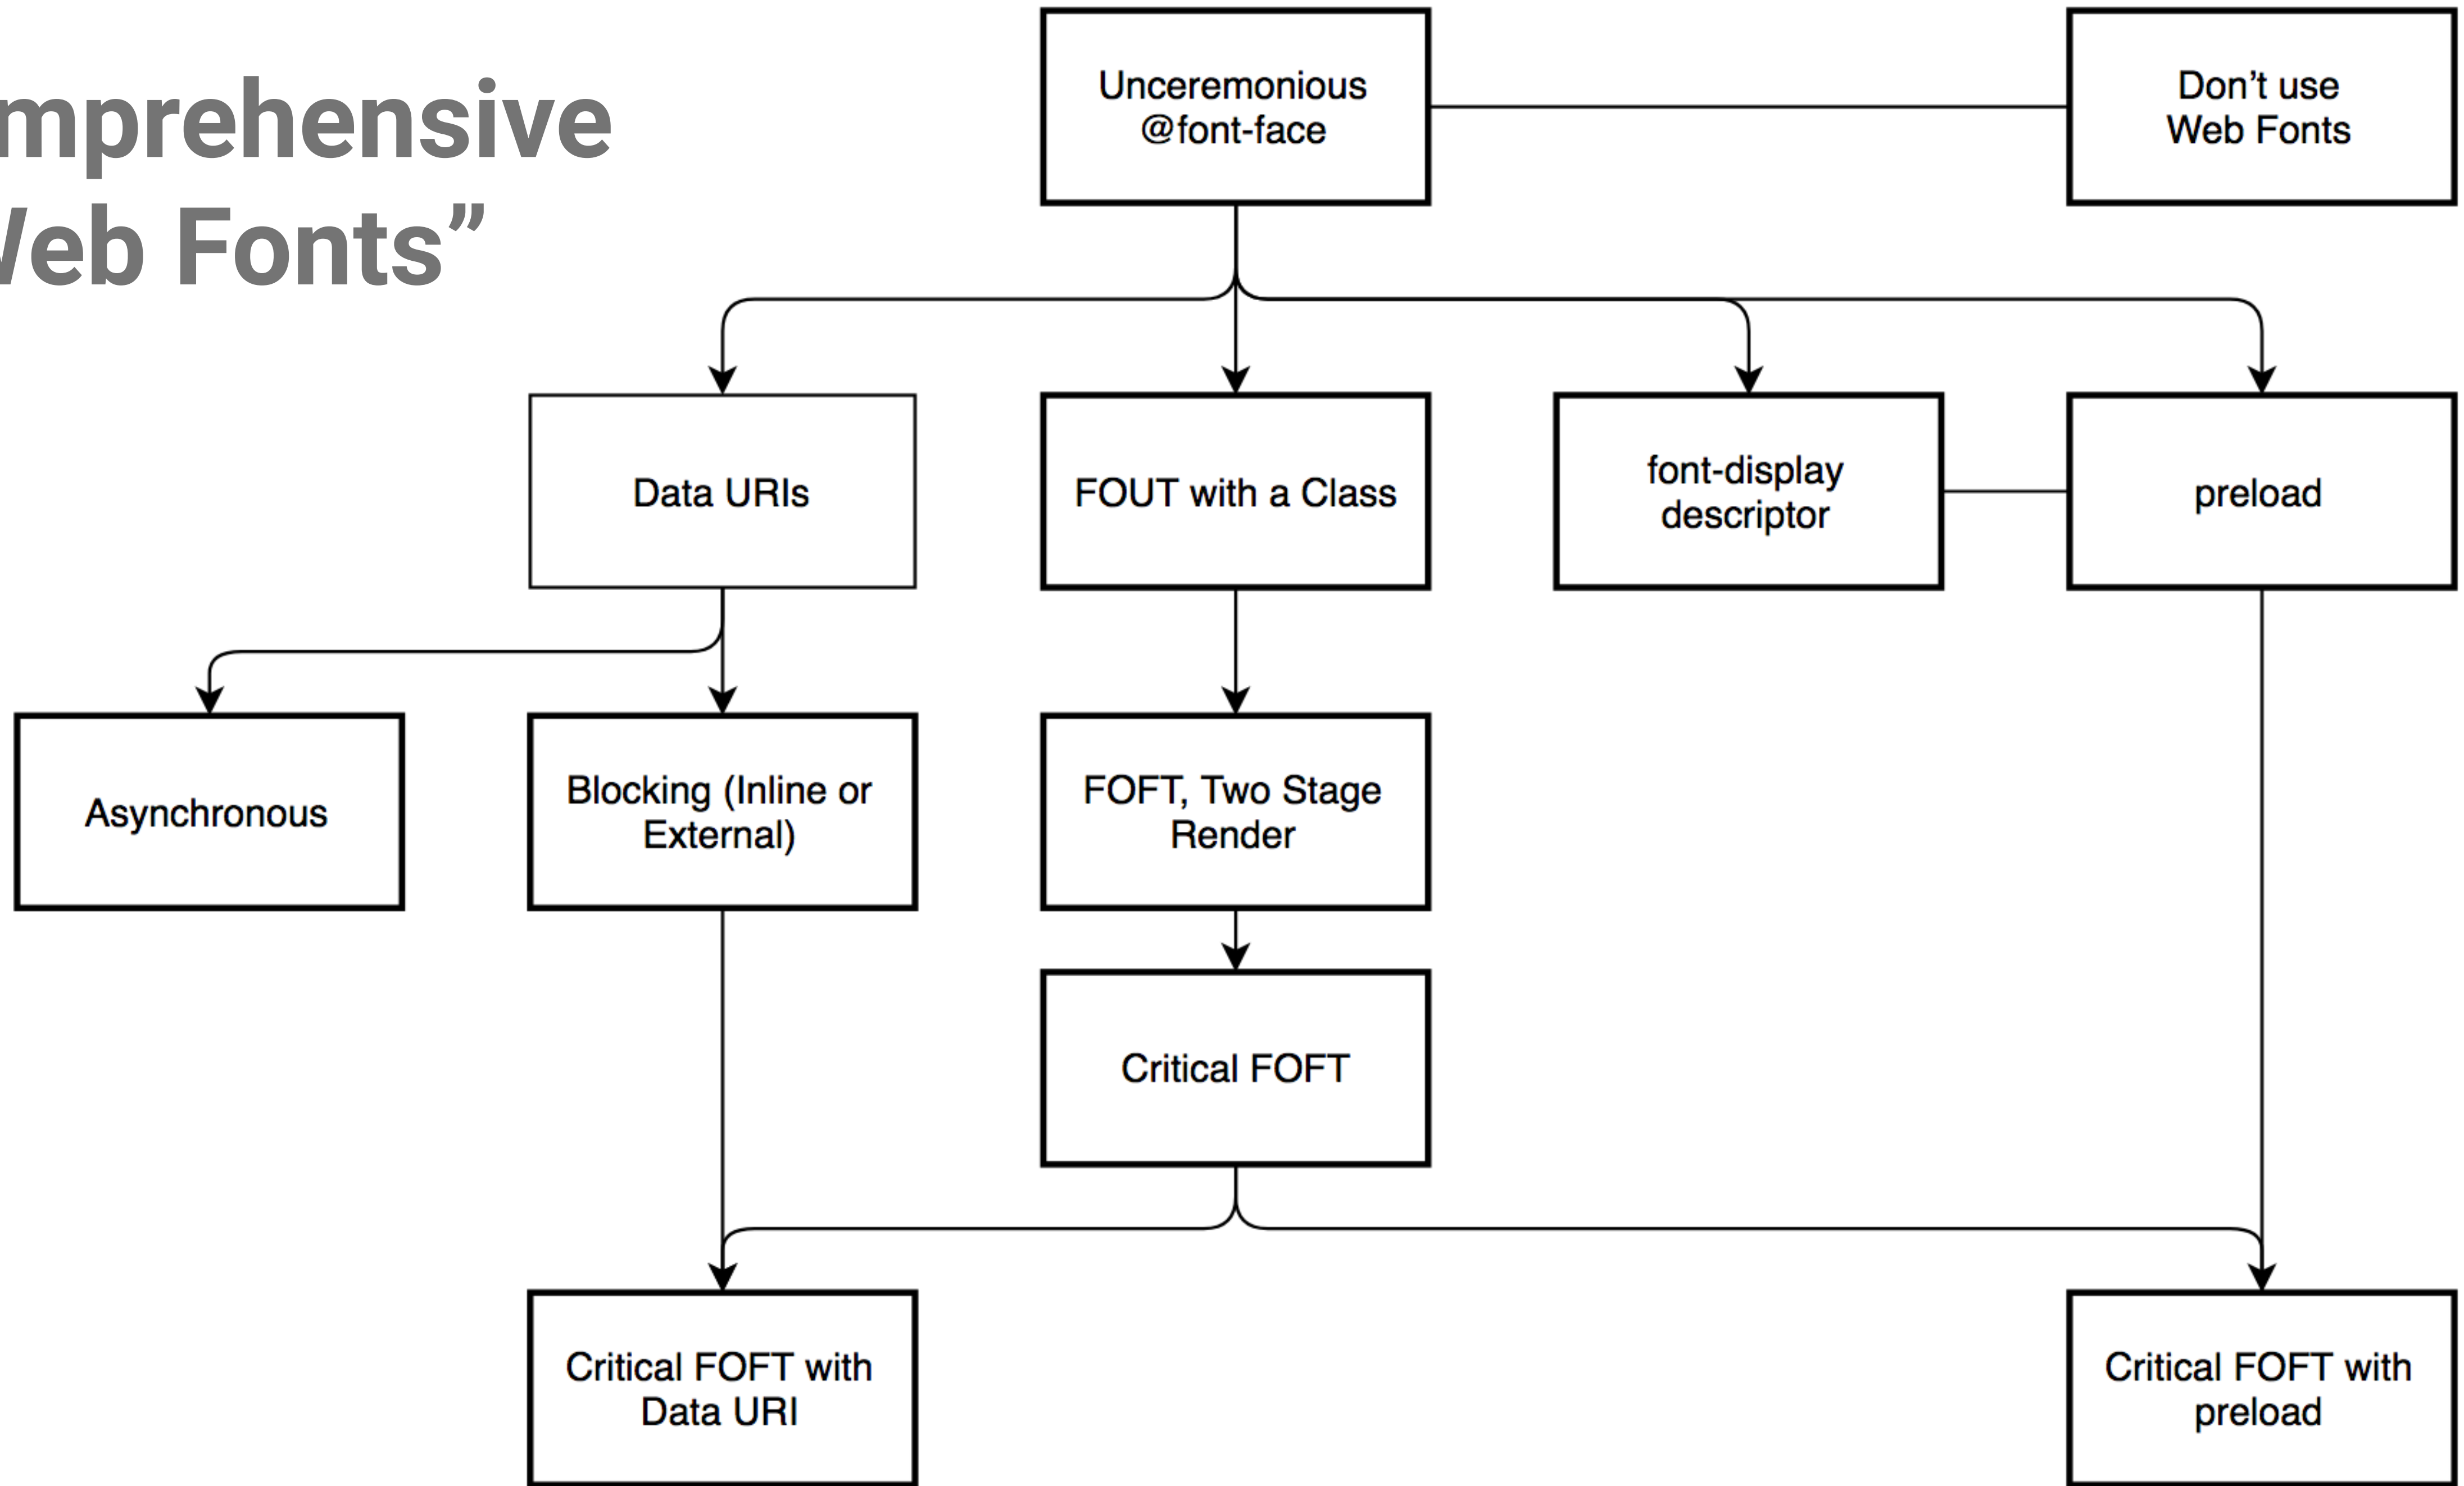 mprehensive
Web Fonts”
Unceremonious
@font-face
Don’t use
Web Fonts
Data URIs
FOUT with a Class
font-display
descriptor
preload
Asynchronous
Blocking (Inline or
External)
FOFT, Two Stage
Render
Critical FOFT
Critical FOFT with
Data URI
Critical FOFT with
preload